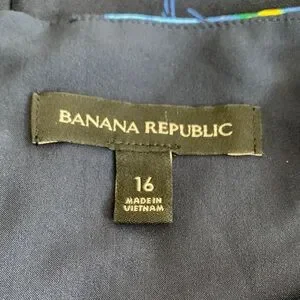 BANANA REPUBLIC
16
MADE IN
VIETNAM